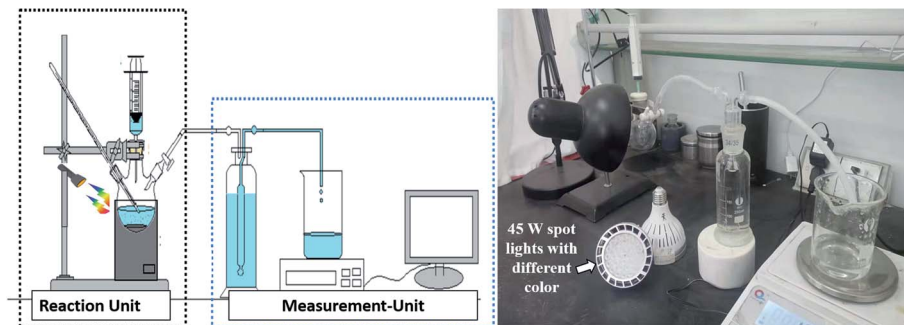 Reaction Unit
Measurement-Unit
45 W spot
lights with
different
color